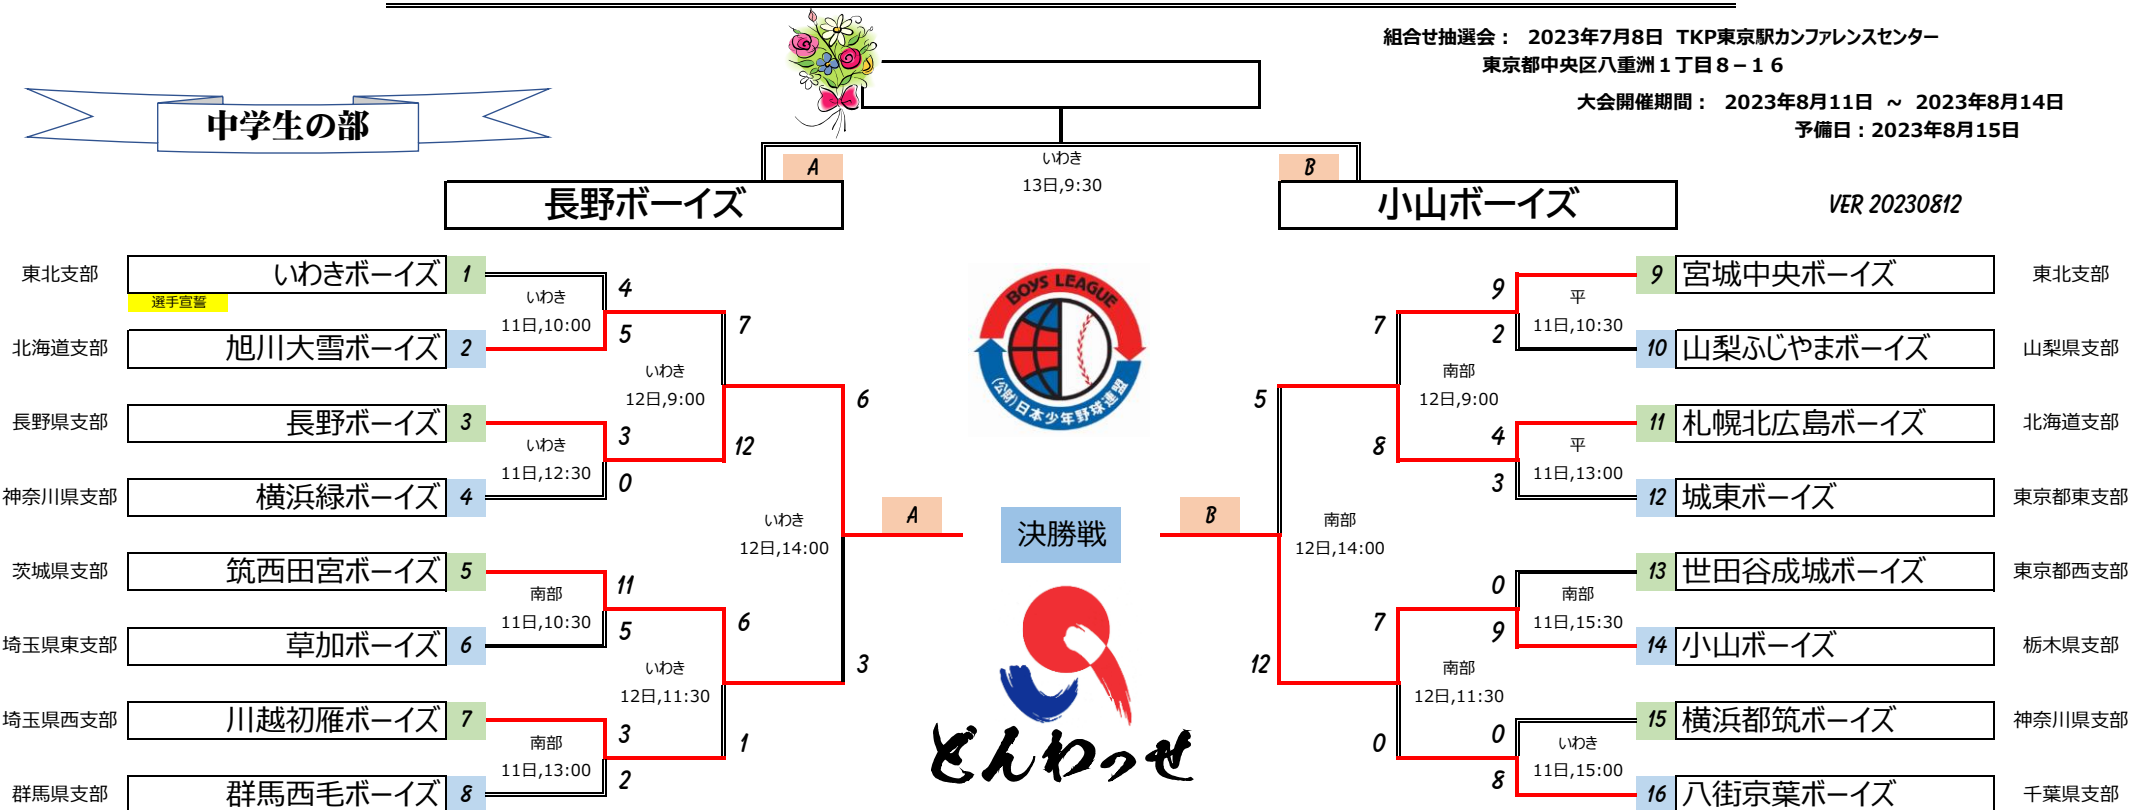 組合せ抽選会： 2023年7月8日 TKP東京駅カンファレンスセンター
東京都中央区八重洲１丁目８－１６
大会開催期間： 2023年8月11日 ～ 2023年8月14日
予備日：2023年8月15日
中学生の部
A
いわき
13日,9:30
B
長野ボーイズ
小山ボーイズ
VER 20230812
東北支部 いわきボーイズ 1
選手宣誓
いわき
11日,10:00
4
5
北海道支部 旭川大雪ボーイズ 2
7
いわき
12日,9:00
12
長野県支部 長野ボーイズ 3
いわき
11日,12:30
3
0
神奈川県支部 横浜緑ボーイズ 4
6
いわき
12日,14:00
3
A
茨城県支部 筑西田宮ボーイズ 5
南部
11日,10:30
11
5
埼玉県東支部 草加ボーイズ 6
6
いわき
12日,11:30
1
埼玉県西支部 川越初雁ボーイズ 7
南部
11日,13:00
3
2
群馬県支部 群馬西毛ボーイズ 8
BOYS LEAGUE
(公財)日本少年野球連盟
決勝戦
どんわっせ
9 宮城中央ボーイズ 東北支部
9
2
平
11日,10:30
10 山梨ふじやまボーイズ 山梨県支部
7
8
南部
12日,9:00
11 札幌北広島ボーイズ 北海道支部
4
3
平
11日,13:00
12 城東ボーイズ 東京都東支部
5
12
B
南部
12日,14:00
13 世田谷成城ボーイズ 東京都西支部
0
9
南部
11日,15:30
14 小山ボーイズ 栃木県支部
7
0
南部
12日,11:30
15 横浜都筑ボーイズ 神奈川県支部
0
8
いわき
11日,15:00
16 八街京葉ボーイズ 千葉県支部